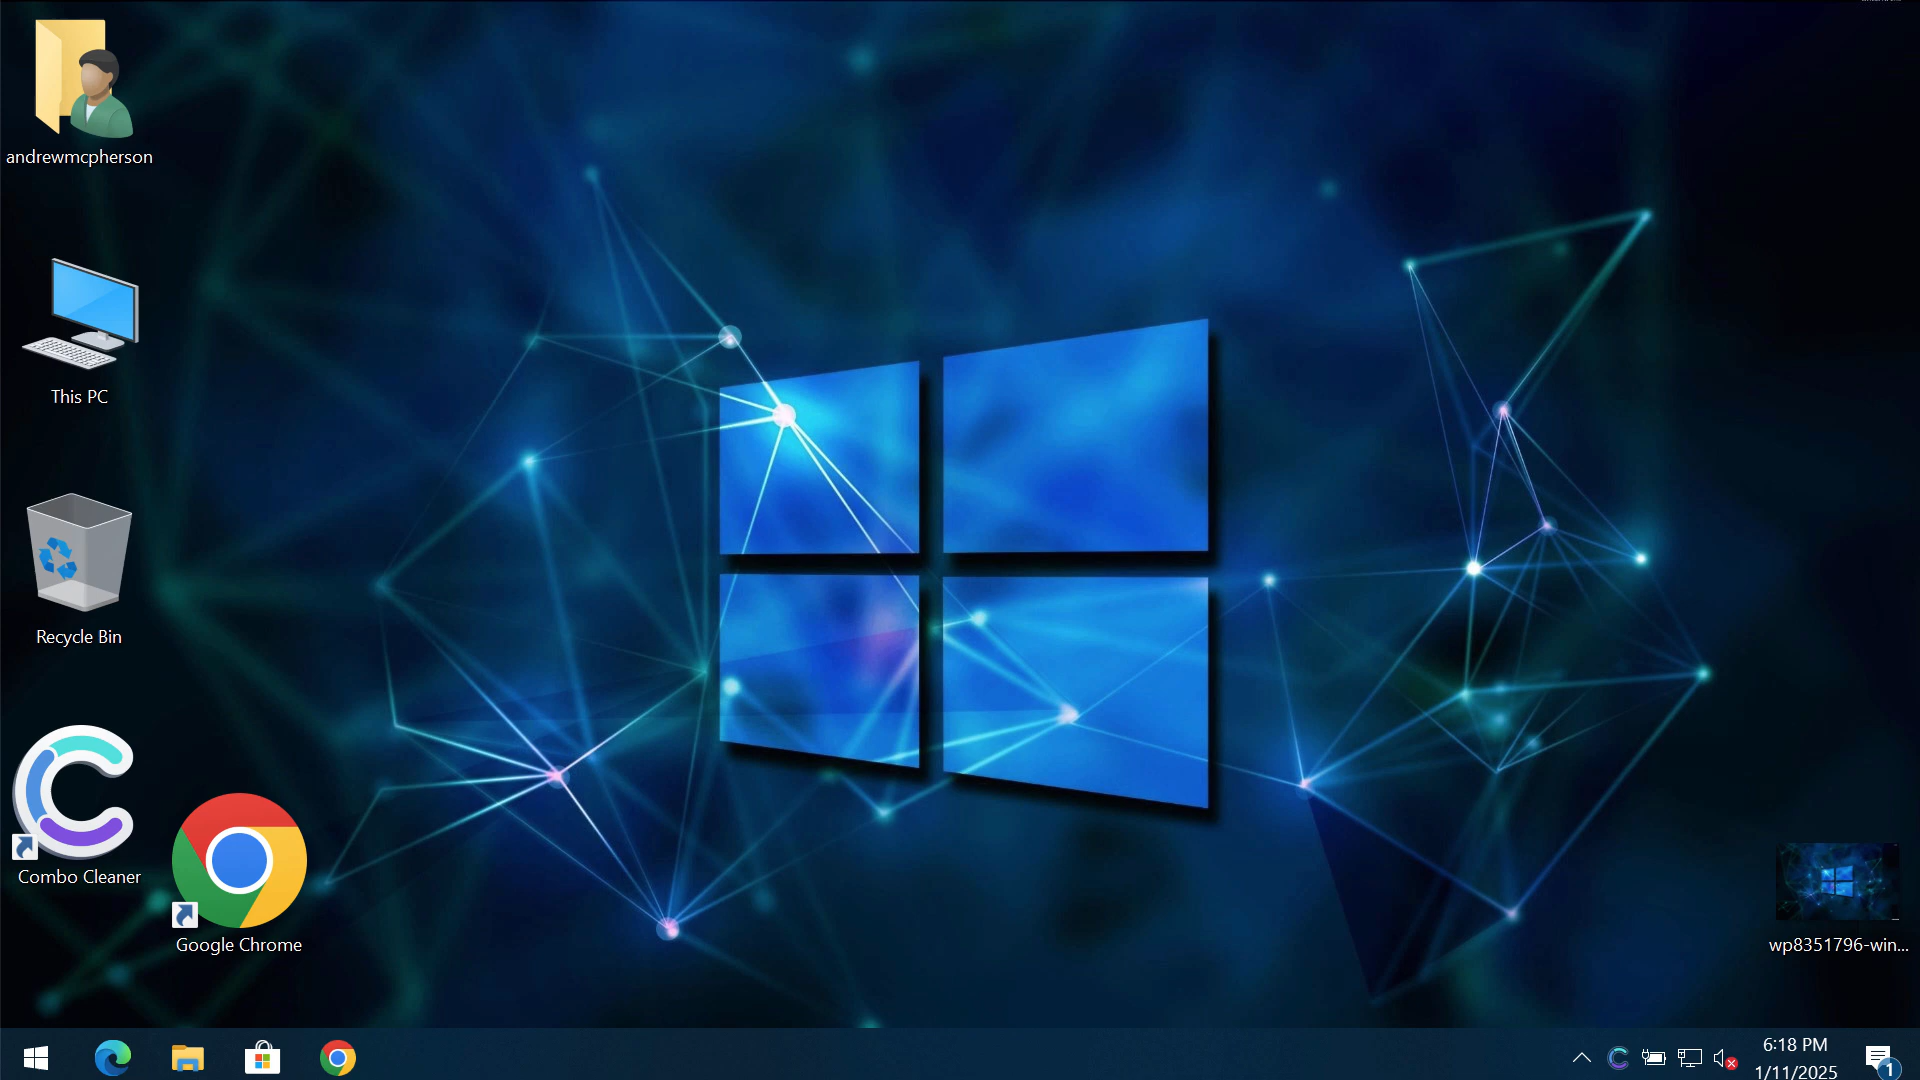 andrewmcpherson
This PC
Recycle Bin
Combo Cleaner
Google Chrome
wp8351796-win...
6:18 PM
1/11/2025
1